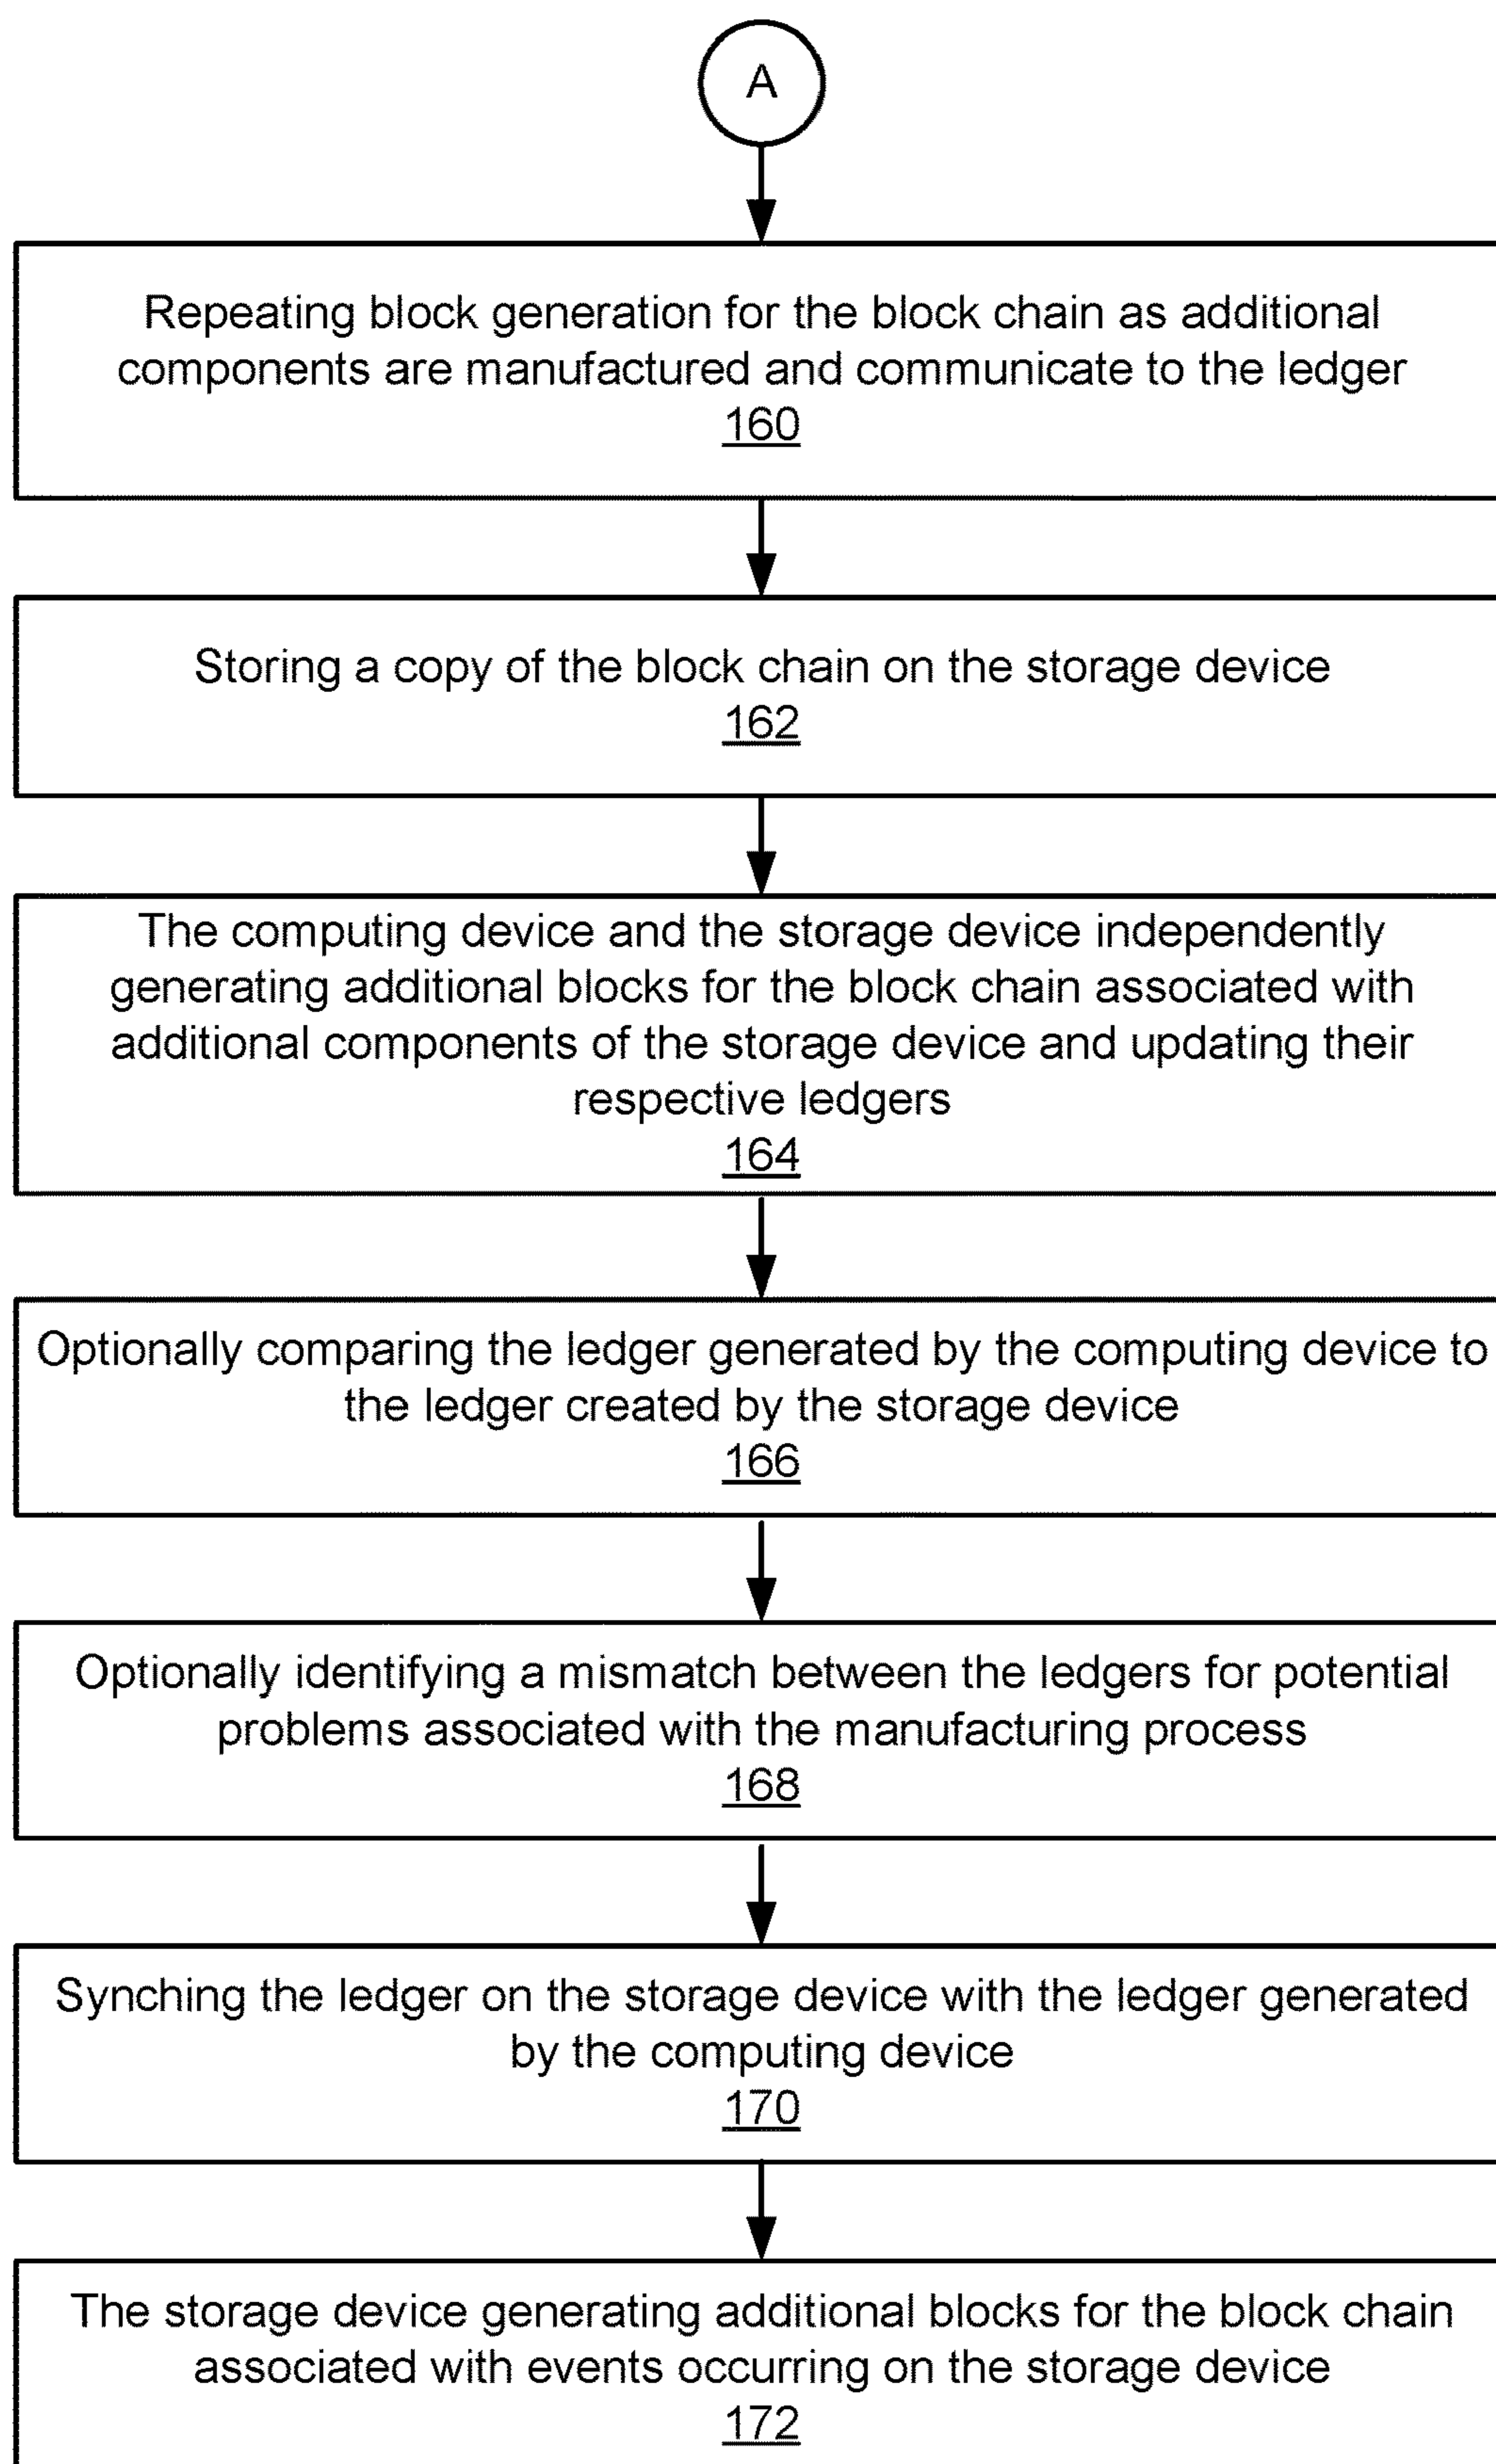 A
Repeating block generation for the block chain as additional
components are manufactured and communicate to the ledger
160
Storing a copy of the block chain on the storage device
162
The computing device and the storage device independently
generating additional blocks for the block chain associated with
additional components of the storage device and updating their
respective ledgers
164
Optionally comparing the ledger generated by the computing device to
the ledger created by the storage device
166
Optionally identifying a mismatch between the ledgers for potential
problems associated with the manufacturing process
168
Synching the ledger on the storage device with the ledger generated
by the computing device
170
The storage device generating additional blocks for the block chain
associated with events occurring on the storage device
172